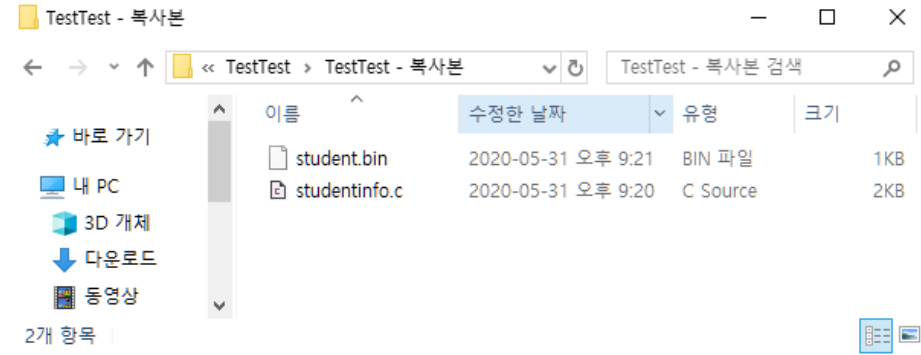 TestTest - 복사본
« TestTest › TestTest - 복사본
TestTest - 복사본 검색
이름 수정한 날짜 유형 크기
바로 가기
내 PC
3D 개체
다운로드
동영상
student.bin 2020-05-31 오후 9:21 BIN 파일 1KB
studentinfo.c 2020-05-31 오후 9:20 C Source 2KB
2개 항목